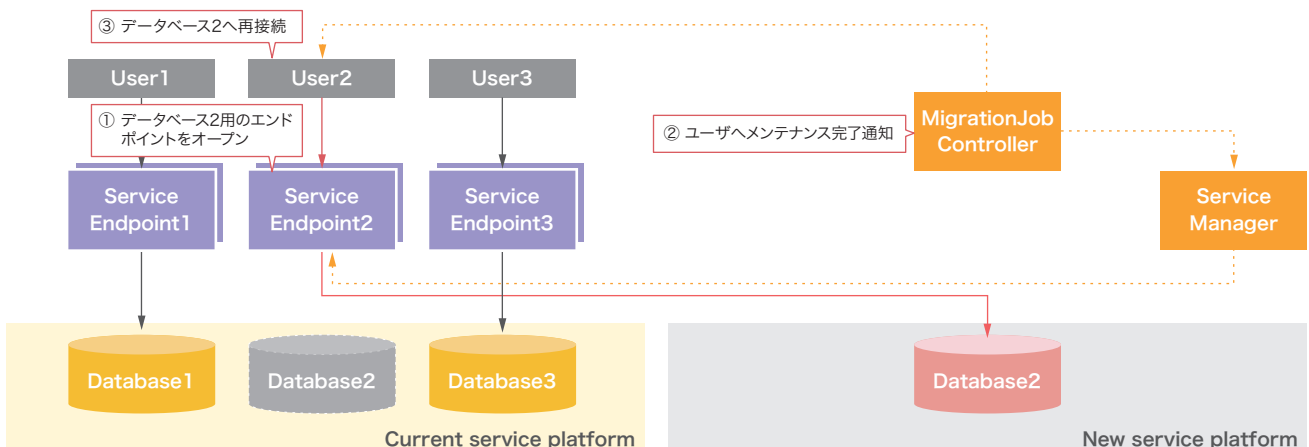 ③ データベース2へ再接続
User1
User2
User3
① データベース2用のエンド
ポイントをオープン
② ユーザへメンテナンス完了通知
MigrationJob
Controller
Service
Endpoint1
Service
Endpoint2
Service
Endpoint3
Service
Manager
Database1
Database2
Database3
Database2
Current service platform
New service platform